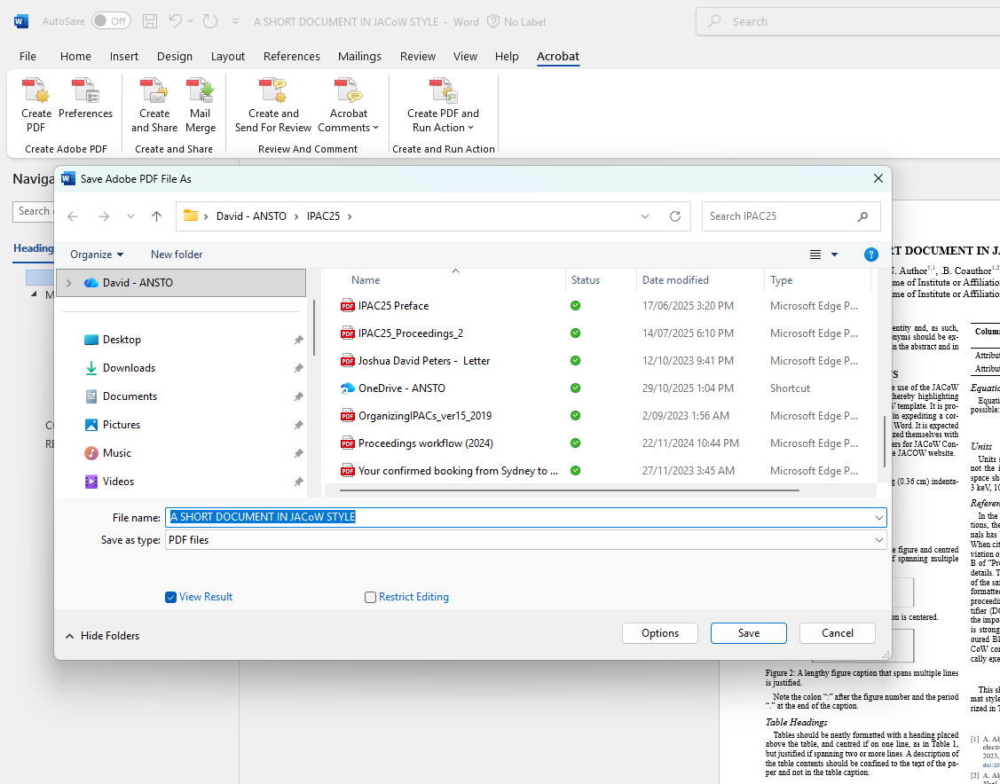 AutoSave Off A SHORT DOCUMENT IN JACoW STYLE - Word No Label Search
File Home Insert Design Layout References Mailings Review View Help Acrobat
Create PDF
Preferences
Create and Share
Mail Merge
Create and Send For Review
Acrobat Comments
Create PDF and Run Action
Create Adobe PDF
Create and Share
Review And Comment
Create and Run Action
Naviga
Search
Heading
Save Adobe PDF File As
David - ANSTO > IPAC25 >
Search IPAC25
Organize New folder
David - ANSTO
Desktop
Downloads
Documents
Pictures
Music
Videos
Name Status Date modified Type
IPAC25 Preface 17/06/2025 3:20 PM Microsoft Edge P...
IPAC25_Proceedings_2 14/07/2025 6:10 PM Microsoft Edge P...
Joshua David Peters - Letter 12/10/2023 9:41 PM Microsoft Edge P...
OneDrive - ANSTO 29/10/2025 1:04 PM Shortcut
OrganizingIPACs_ver15_2019 2/09/2023 1:56 AM Microsoft Edge P...
Proceedings workflow (2024) 22/11/2024 10:44 PM Microsoft Edge P...
Your confirmed booking from Sydney to ... 27/11/2023 3:45 AM Microsoft Edge P...
File name: A SHORT DOCUMENT IN JACoW STYLE
Save as type: PDF files
View Result Restrict Editing
Hide Folders Options Save Cancel
RT DOCUMENT IN JA
. Author†,1, .B. Coauthor1,2
me of Institute or Affiliation
me of Institute or Affiliation
entity and, as such,
nyms should be ex-
in the abstract and in
use of the JACoW
hereby highlighting
template. It is pro-
in expediting a cor-
Word. It is expected
zed themselves with
ers for JACoW Con-
e JACOW website.
g (0.36 cm) indenta-
e figure and centred
f spanning multiple
on is centered.
Figure 2: A lengthy figure caption that spans multiple lines
is justified.
Note the colon “:” after the figure number and the period
“.” at the end of the caption.
Table Headings
Tables should be neatly formatted with a heading placed
above the table, and centred if on one line, as in Table 1,
but justified if spanning two or more lines. A description of
the table contents should be confined to the text of the pa-
per and not in the table caption.
Column
Attribut
Attribut
Equatio
Equati
possible:
Units
Units s
not the i
space sho
3 keV, 10
Referen
In the
tions, the
nals has
When cit
viation o
B of “Pro
details. T
of the sa
formatted
proceedin
tifier (DO
the impo
is strong
oured Bl
CoW con
cally exe
This sh
mat style
rized in T
[1] A. Al
electr
2023,
doi:10
[2] A. Al